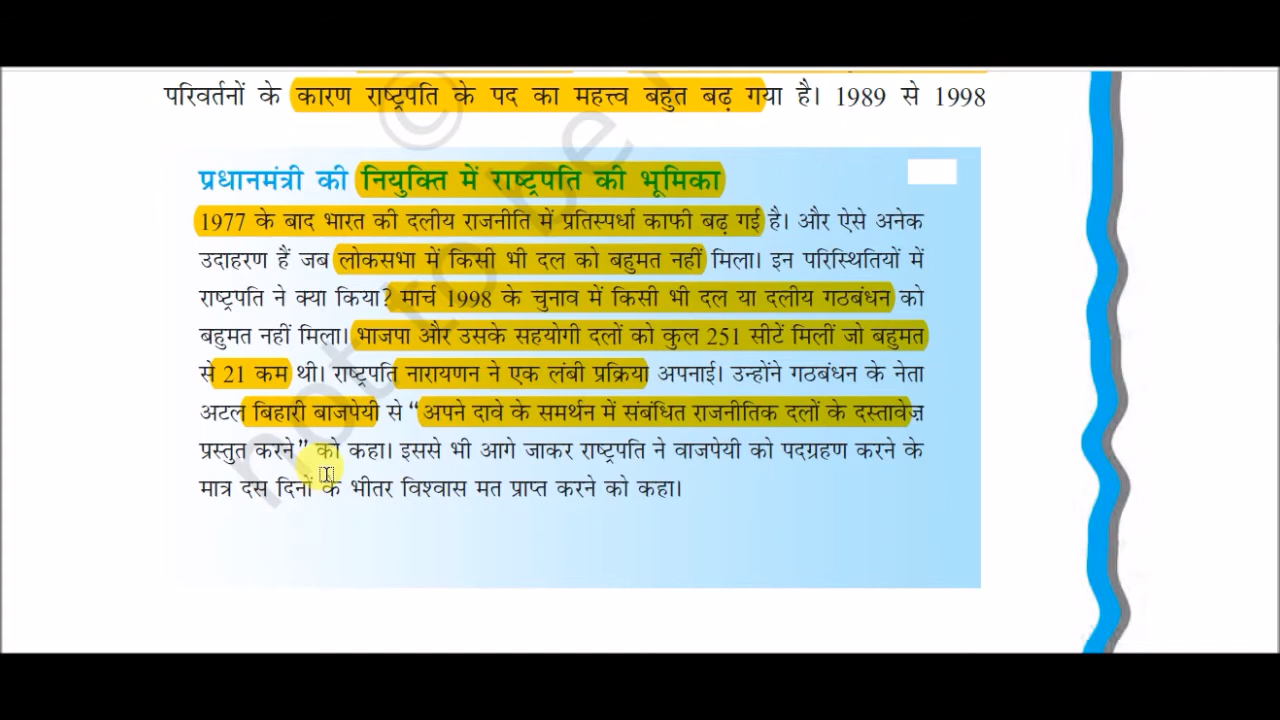 परिवर्तनों के कारण राष्ट्रपति के पद का महत्त्व बहुत बढ़ गया है। 1989 से 1998
प्रधानमंत्री की नियुक्ति में राष्ट्रपति की भूमिका
1977 के बाद भारत की दलीय राजनीति में प्रतिस्पर्धा काफी बढ़ गई है। और ऐसे अनेक
उदाहरण हैं जब लोकसभा में किसी भी दल को बहुमत नहीं मिला। इन परिस्थितियों में
राष्ट्रपति ने क्या किया? मार्च 1998 के चुनाव में किसी भी दल या दलीय गठबंधन को
बहुमत नहीं मिला। भाजपा और उसके सहयोगी दलों को कुल 251 सीटें मिलीं जो बहुमत
से 21 कम थी। राष्ट्रपति नारायणन ने एक लंबी प्रक्रिया अपनाई। उन्होंने गठबंधन के नेता
अटल बिहारी बाजपेयी से “अपने दावे के समर्थन में संबंधित राजनीतिक दलों के दस्तावेज़
प्रस्तुत करने” को कहा। इससे भी आगे जाकर राष्ट्रपति ने वाजपेयी को पदग्रहण करने के
मात्र दस दिनों के भीतर विश्वास मत प्राप्त करने को कहा।
©
not to be